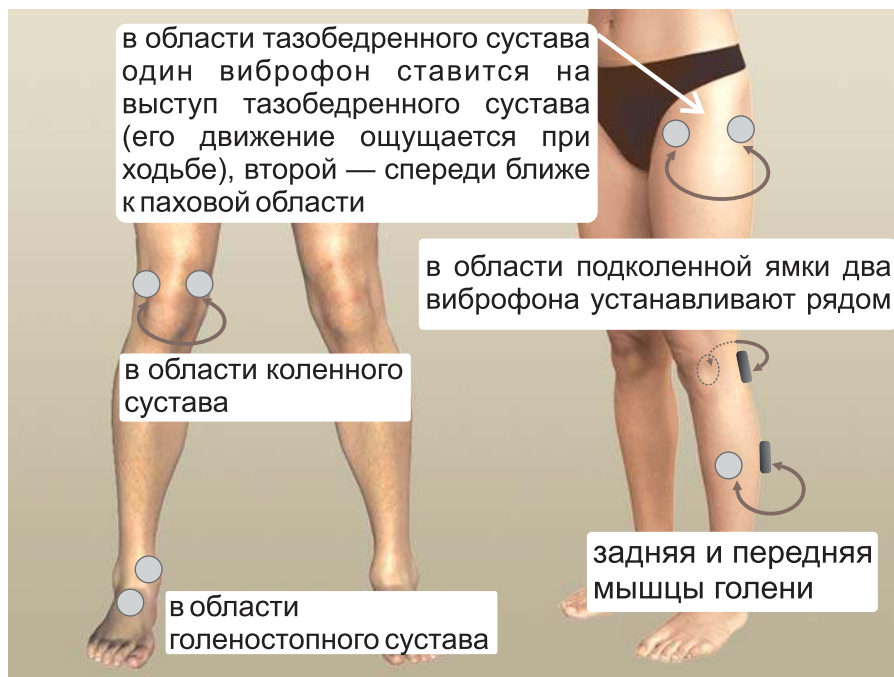 в области тазобедренного сустава
один виброфон ставится на
выступ тазобедренного сустава
(его движение ощущается при
ходьбе), второй — спереди ближе
к паховой области
в области подколенной ямки два
виброфона устанавливают рядом
в области коленного
сустава
задняя и передняя
мышцы голени
в области
голеностопного сустава